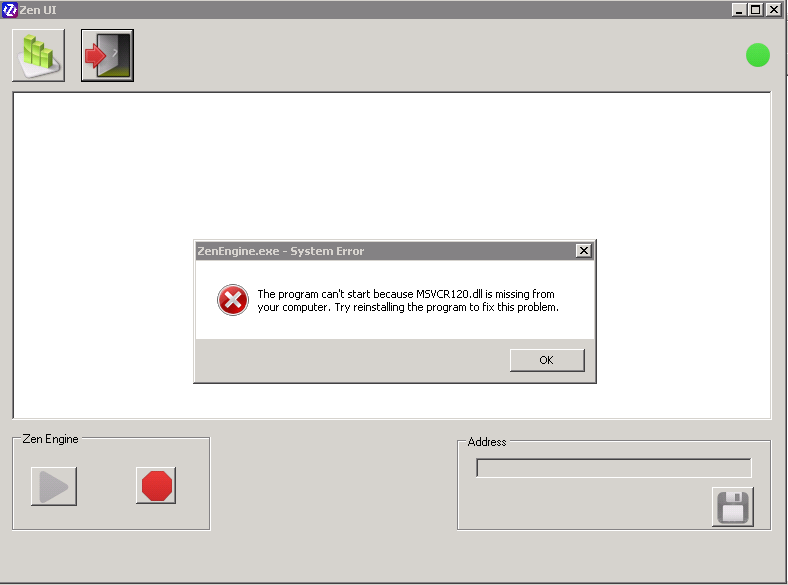 Zen UI
ZenEngine.exe - System Error
The program can't start because MSVCR120.dll is missing from
your computer. Try reinstalling the program to fix this problem.
OK
Zen Engine
Address